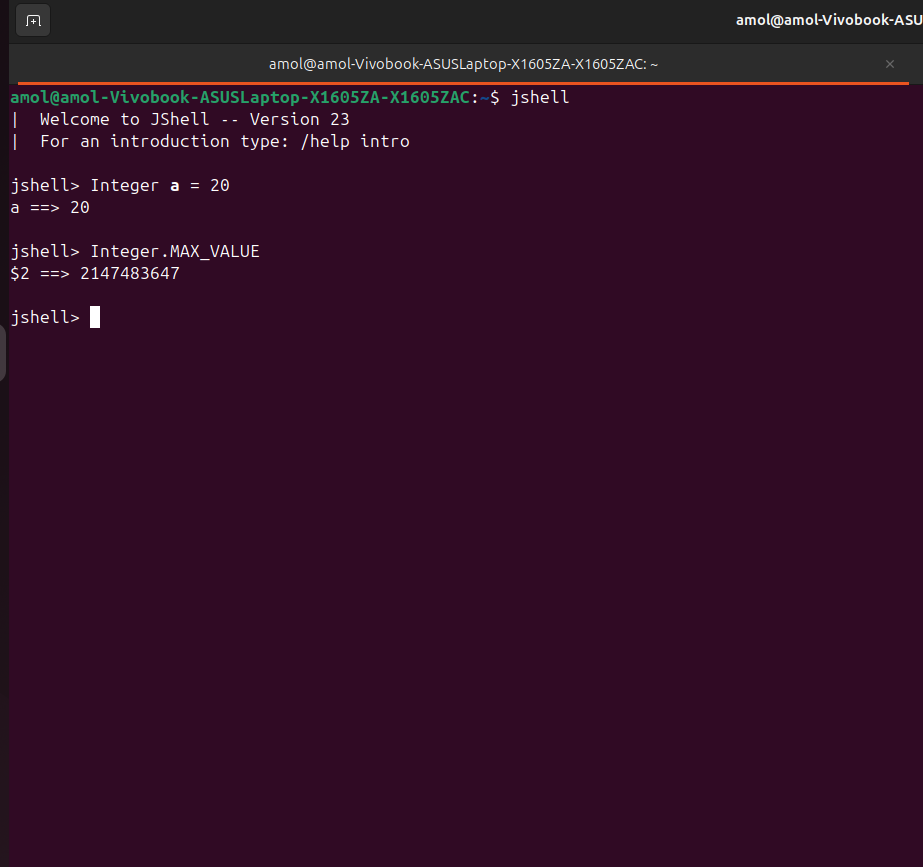 amol@amol-Vivobook-ASU
amol@amol-Vivobook-ASUSLaptop-X1605ZA-X1605ZAC: ~
amol@amol-Vivobook-ASUSLaptop-X1605ZA-X1605ZAC:~$ jshell
|  Welcome to JShell -- Version 23
|  For an introduction type: /help intro
jshell> Integer a = 20
a ==> 20
jshell> Integer.MAX_VALUE
$2 ==> 2147483647
jshell>